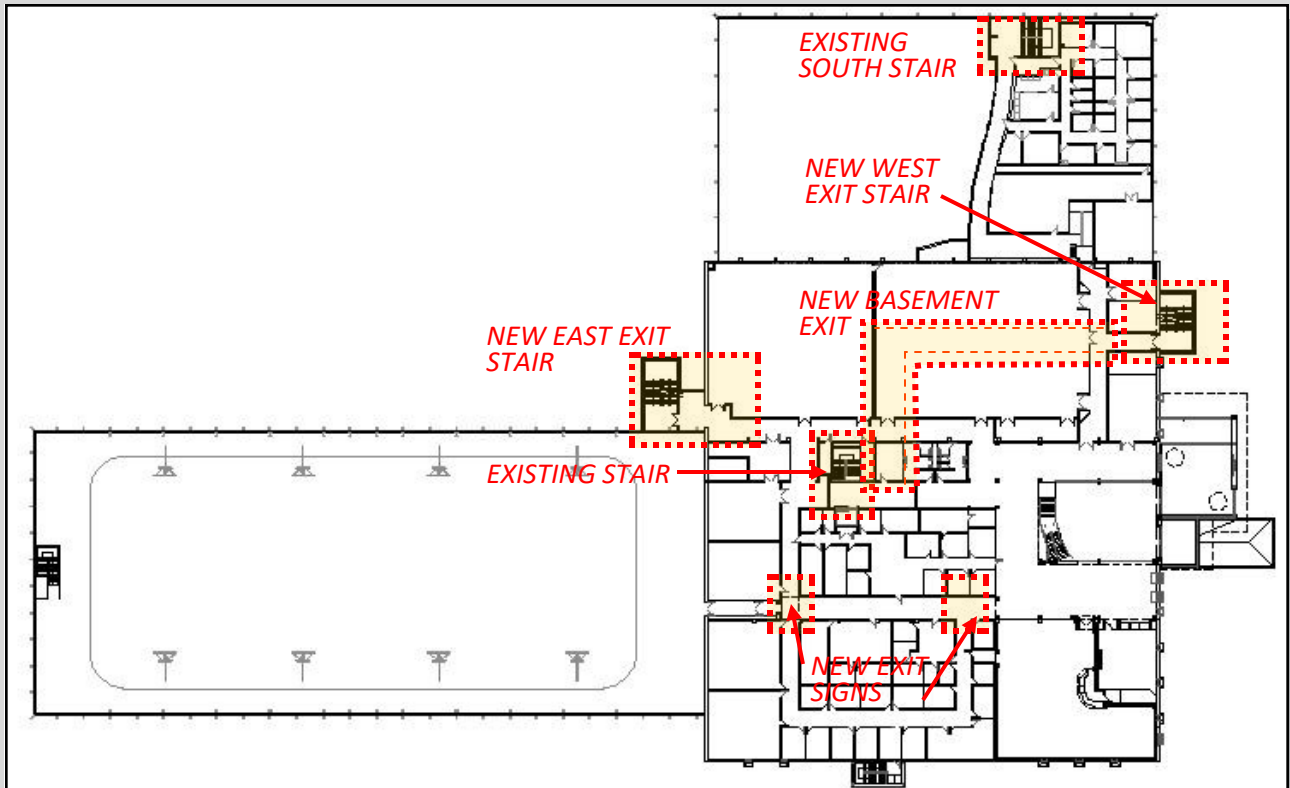 EXISTING
SOUTH STAIR
NEW WEST
EXIT STAIR
NEW BASEMENT
EXIT
NEW EAST EXIT
STAIR
EXISTING STAIR
NEW EXIT
SIGNS